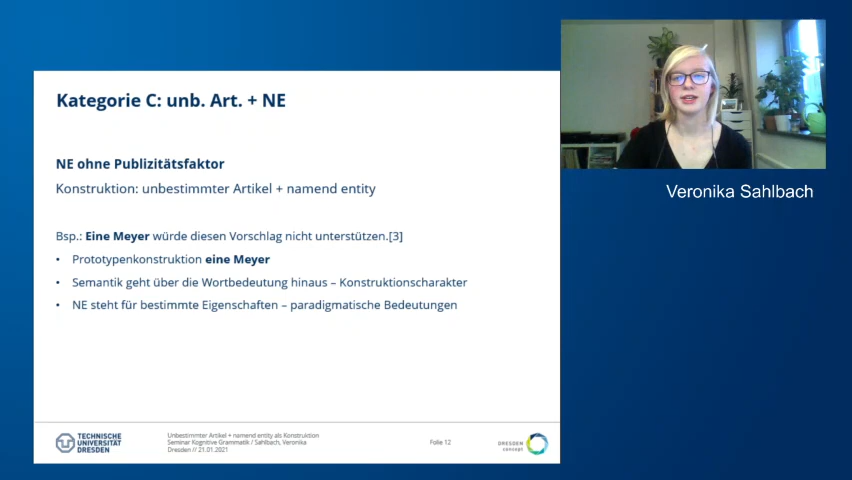 Kategorie C: unb. Art. + NE
NE ohne Publizitätsfaktor
Konstruktion: unbestimmter Artikel + namend entity
Bsp.: Eine Meyer würde diesen Vorschlag nicht unterstützen.[3]
• Prototypenkonstruktion eine Meyer
• Semantik geht über die Wortbedeutung hinaus – Konstruktionscharakter
• NE steht für bestimmte Eigenschaften – paradigmatische Bedeutungen
Veronika Sahlbach
TECHNISCHE
UNIVERSITÄT
DRESDEN
Unbestimmter Artikel + namend entity als Konstruktion
Seminar Kognitive Grammatik / Sahlbach, Veronika
Dresden // 21.01.2021
Folie 12
DRESDEN
concept